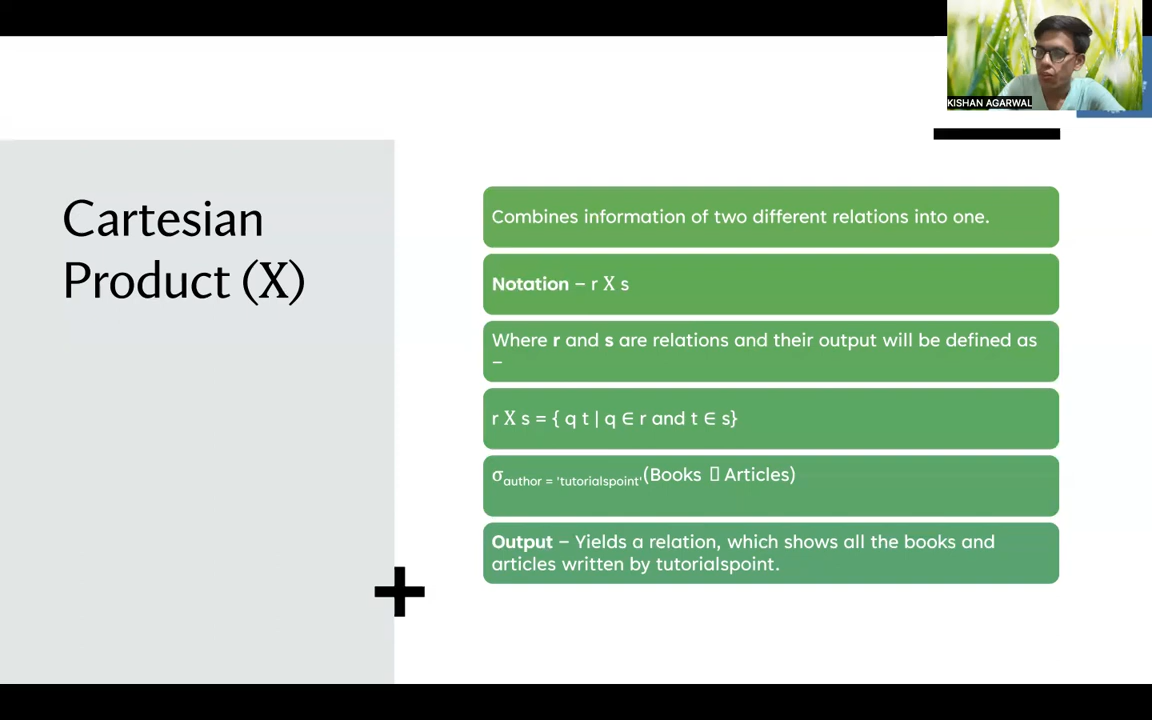 KISHAN AGARWAL
Cartesian
Product (X)
Combines information of two different relations into one.
Notation – r Χ s
Where r and s are relations and their output will be defined as
–
r Χ s = { q t | q ∈ r and t ∈ s}
σauthor = 'tutorialspoint'(Books ▯ Articles)
Output – Yields a relation, which shows all the books and
articles written by tutorialspoint.